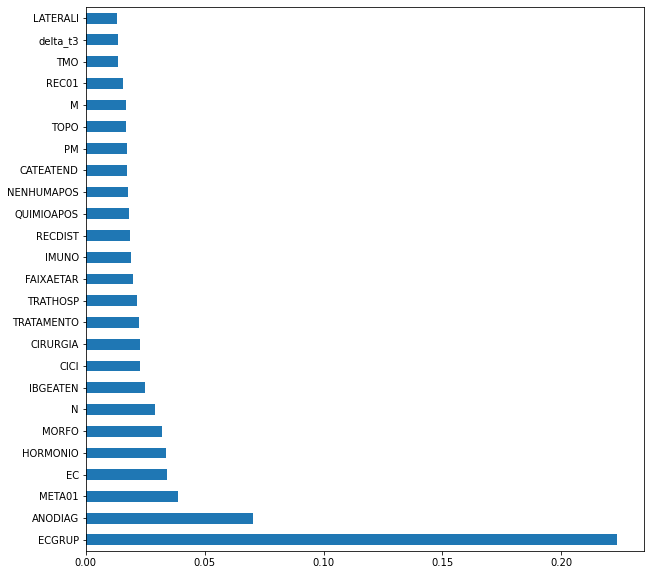 LATERALI
delta_t3
TMO
REC01
M
TOPO
PM
CATEATEND
NENHUMAPOS
QUIMIOAPOS
RECDIST
IMUNO
FAIXAETAR
TRATHOSP
TRATAMENTO
CIRURGIA
CICI
IBGEATEN
N
MORFO
HORMONIO
EC
META01
ANODIAG
ECGRUP
0.00 0.05 0.10 0.15 0.20